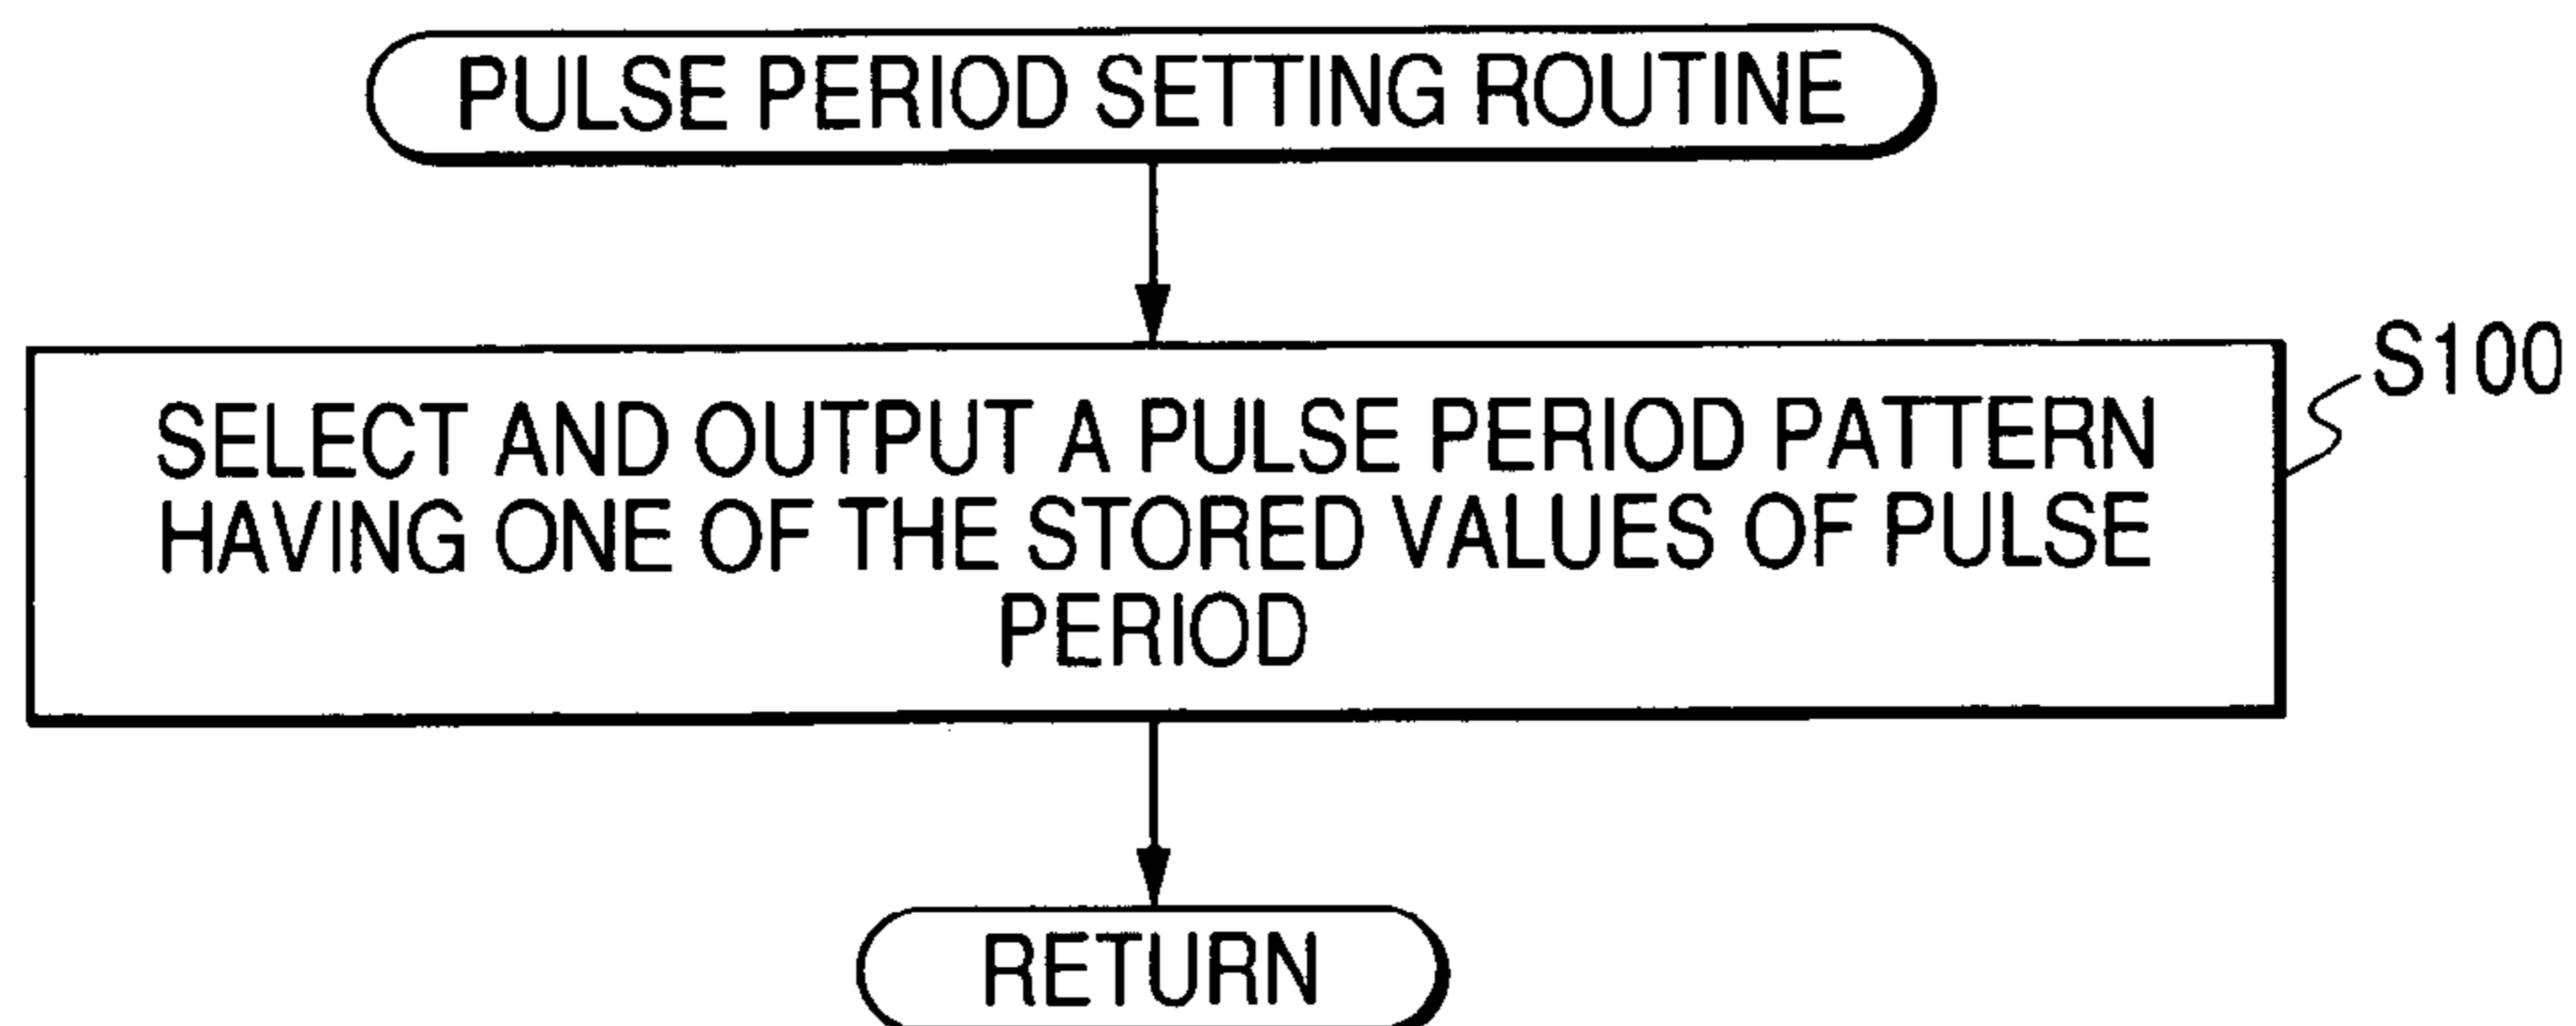 PULSE PERIOD SETTING ROUTINE
S100
SELECT AND OUTPUT A PULSE PERIOD PATTERN
HAVING ONE OF THE STORED VALUES OF PULSE
PERIOD
RETURN